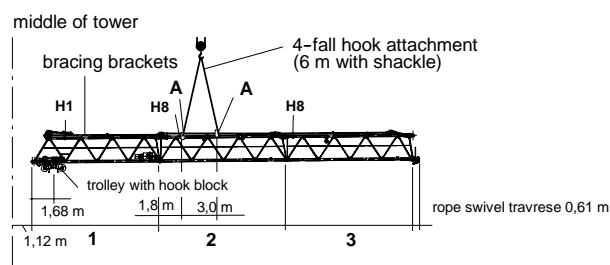 middle of tower
4-fall hook attachment
(6 m with shackle)
bracing brackets
A
A
H1
H8
H8
trolley with hook block
1,68 m
1,8 m
3,0 m
rope swivel travrese 0,61 m
1,12 m
1
2
3